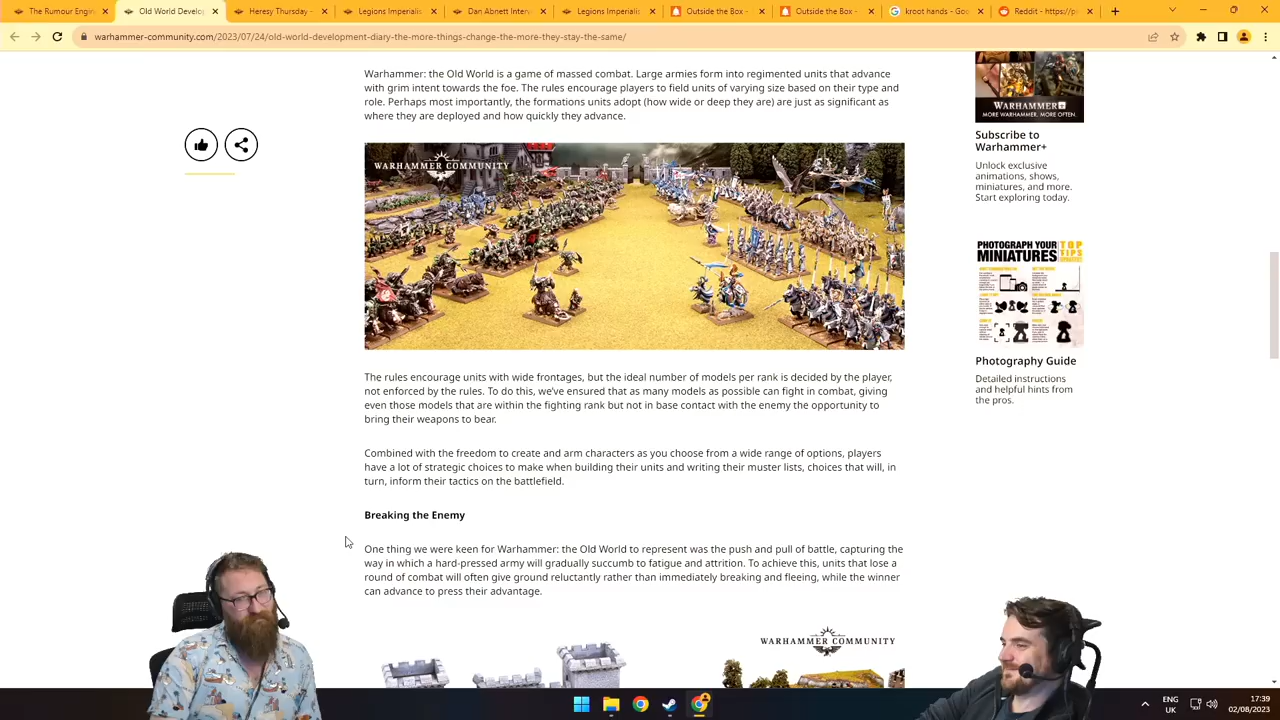 The Rumour Engin
Old World Develop
Heresy Thursday –
Legions Imperialis
Dan Abnett Interv
Legions Imperialis
Outside the Box –
Outside the Box –
kroot hands - Goo
Reddit - https://p
warhammer-community.com/2023/07/24/old-world-development-diary-the-more-things-change-the-more-they-stay-the-same/
Warhammer: the Old World is a game of massed combat. Large armies form into regimented units that advance
with grim intent towards the foe. The rules encourage players to field units of varying size based on their type and
role. Perhaps most importantly, the formations units adopt (how wide or deep they are) are just as significant as
where they are deployed and how quickly they advance.
WARHAMMER COMMUNITY
The rules encourage units with wide frontages, but the ideal number of models per rank is decided by the player,
not enforced by the rules. To do this, we've ensured that as many models as possible can fight in combat, giving
even those models that are within the fighting rank but not in base contact with the enemy the opportunity to
bring their weapons to bear.
Combined with the freedom to create and arm characters as you choose from a wide range of options, players
have a lot of strategic choices to make when building their units and writing their muster lists, choices that will, in
turn, inform their tactics on the battlefield.
Breaking the Enemy
One thing we were keen for Warhammer: the Old World to represent was the push and pull of battle, capturing the
way in which a hard-pressed army will gradually succumb to fatigue and attrition. To achieve this, units that lose a
round of combat will often give ground reluctantly rather than immediately breaking and fleeing, while the winner
can advance to press their advantage.
WARHAMMER COMMUNITY
WARHAMMER+
MORE WARHAMMER. MORE OFTEN.
Subscribe to
Warhammer+
Unlock exclusive
animations, shows,
miniatures, and more.
Start exploring today.
PHOTOGRAPH YOUR
MINIATURES
TOP
TIPS
Photography Guide
Detailed instructions
and helpful hints from
the pros.
ENG
UK
17:39
02/08/2023